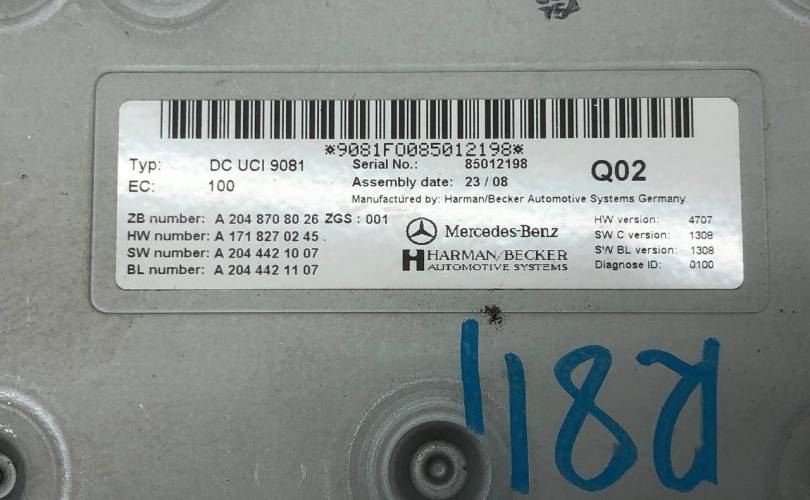 *9081F0085012198*
Typ: DC UCI 9081 Serial No.: 85012198 Q02
EC: 100 Assembly date: 23 / 08
Manufactured by: Harman/Becker Automotive Systems Germany
ZB number: A 204 870 80 26 ZGS : 001
HW number: A 171 827 02 45 .
SW number: A 204 442 10 07
BL number: A 204 442 11 07
Mercedes-Benz
HARMAN/BECKER
AUTOMOTIVE SYSTEMS
HW version: 4707
SW C version: 1308
SW BL version: 1308
Diagnose ID: 0100